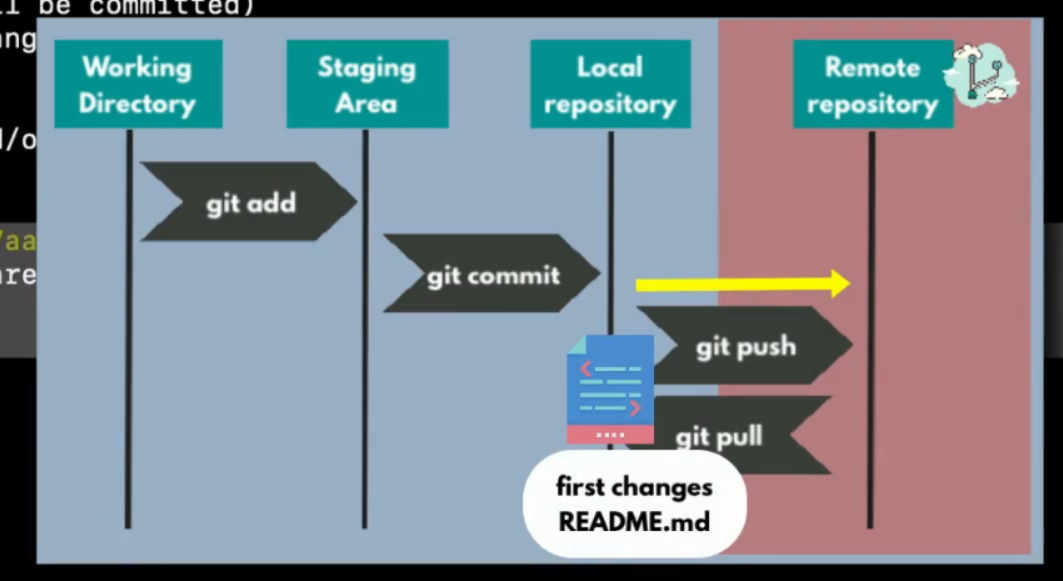 ll be committed)
ang
d/o
/aa
are
Working
Directory
Staging
Area
Local
repository
Remote
repository
git add
git commit
git push
git pull
first changes
README.md